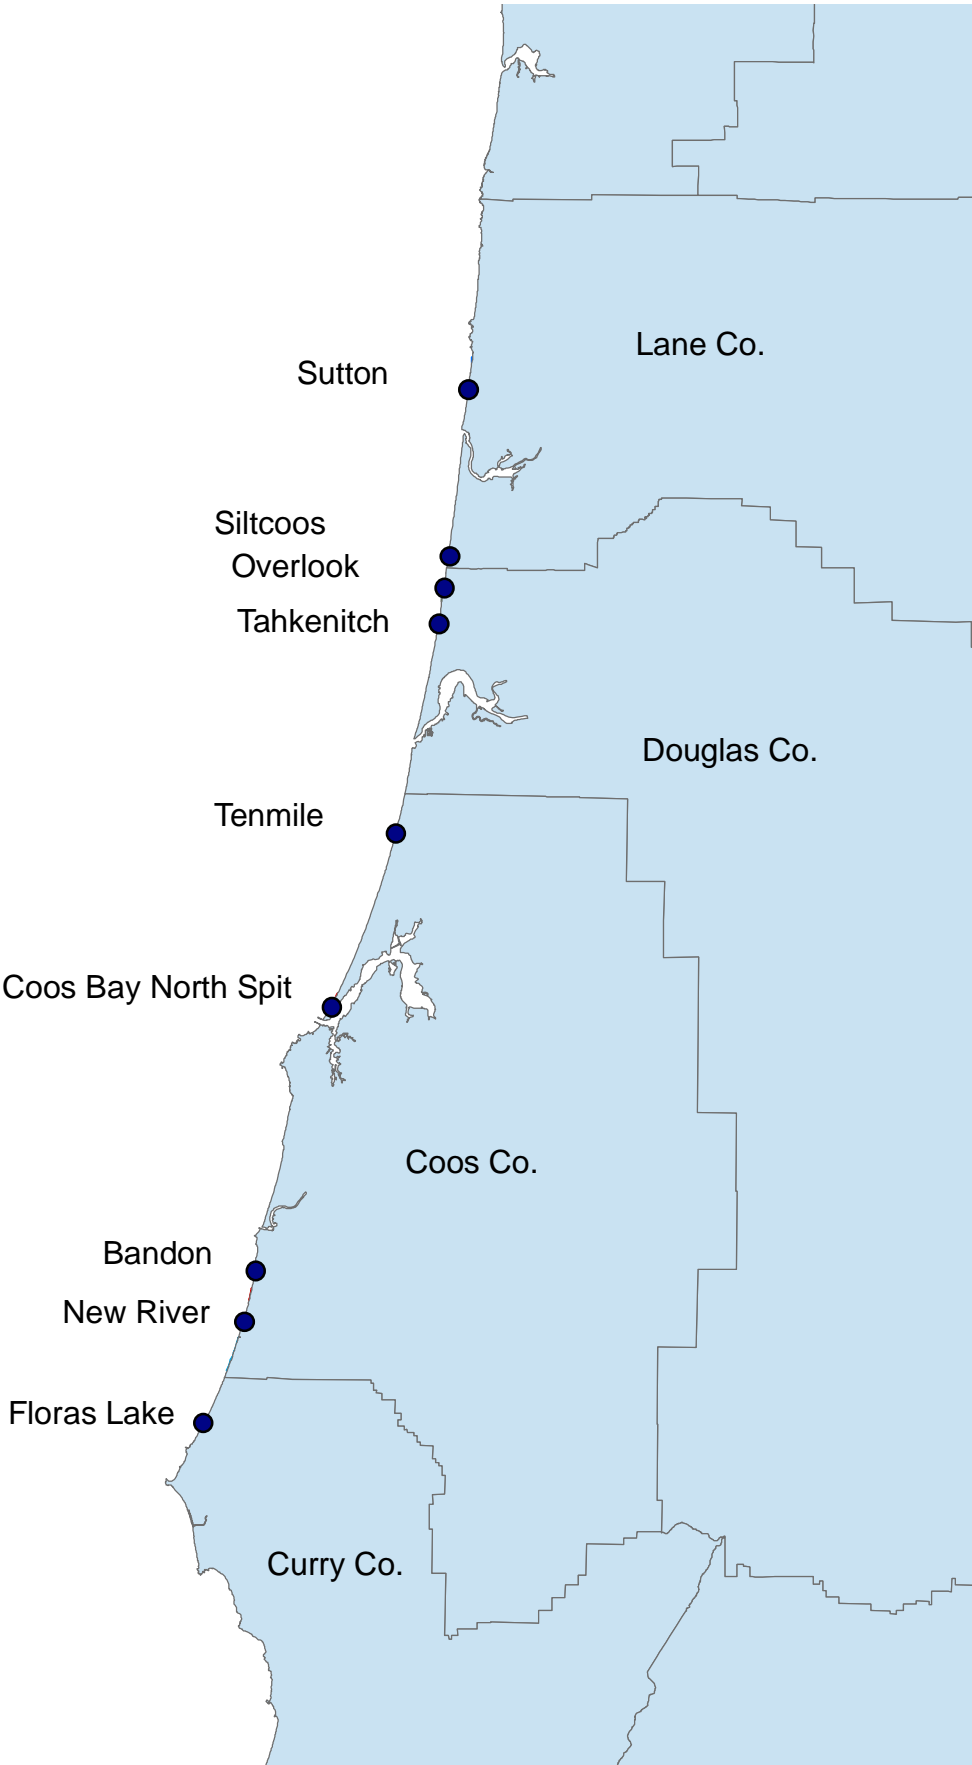 Lane Co.
Sutton
Siltcoos
Overlook
Tahkenitch
Douglas Co.
Tenmile
Coos Bay North Spit
Coos Co.
Bandon
New River
Floras Lake
Curry Co.